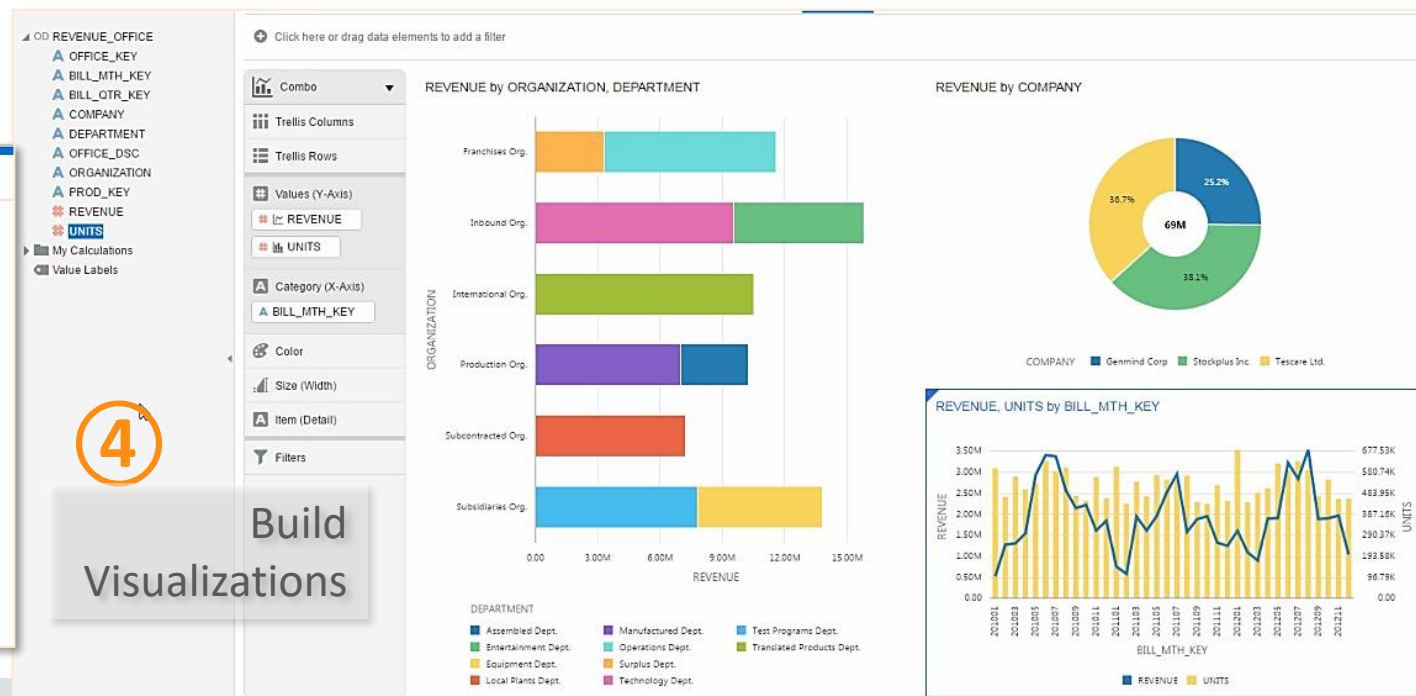 OD REVENUE_OFFICE
A OFFICE_KEY
A BILL_MTH_KEY
A BILL_QTR_KEY
A COMPANY
A DEPARTMENT
A OFFICE_DSC
A ORGANIZATION
A PROD_KEY
# REVENUE
# UNITS
My Calculations
Value Labels
4
Build
Visualizations
Click here or drag data elements to add a filter
Combo
Trellis Columns
Trellis Rows
# Values (Y-Axis)
# REVENUE
# UNITS
A Category (X-Axis)
A BILL_MTH_KEY
Color
Size (Width)
A Item (Detail)
Filters
REVENUE by ORGANIZATION, DEPARTMENT
ORGANIZATION
Franchises Org.
Inbound Org.
International Org.
Production Org.
Subcontracted Org.
Subsidiaries Org.
0.00 3.00M 6.00M 9.00M 12.00M 15.00M
REVENUE
DEPARTMENT
Assembled Dept. Manufactured Dept. Test Programs Dept.
Entertainment Dept. Operations Dept. Translated Products Dept.
Equipment Dept. Surplus Dept.
Local Plants Dept. Technology Dept.
REVENUE by COMPANY
25.2%
36.7%
69M
38.1%
COMPANY Genmind Corp Stockplus Inc. Tescare Ltd.
REVENUE, UNITS by BILL_MTH_KEY
REVENUE
3.50M
3.00M
2.50M
2.00M
1.50M
1.00M
0.50M
0.00
677.53K
580.74K
483.95K
387.16K
290.37K
193.58K
96.79K
0.00
UNITS
201001 201003 201005 201007 201009 201011 201101 201103 201105 201107 201109 201111 201201 201203 201205 201207 201209 201211
BILL_MTH_KEY
REVENUE UNITS